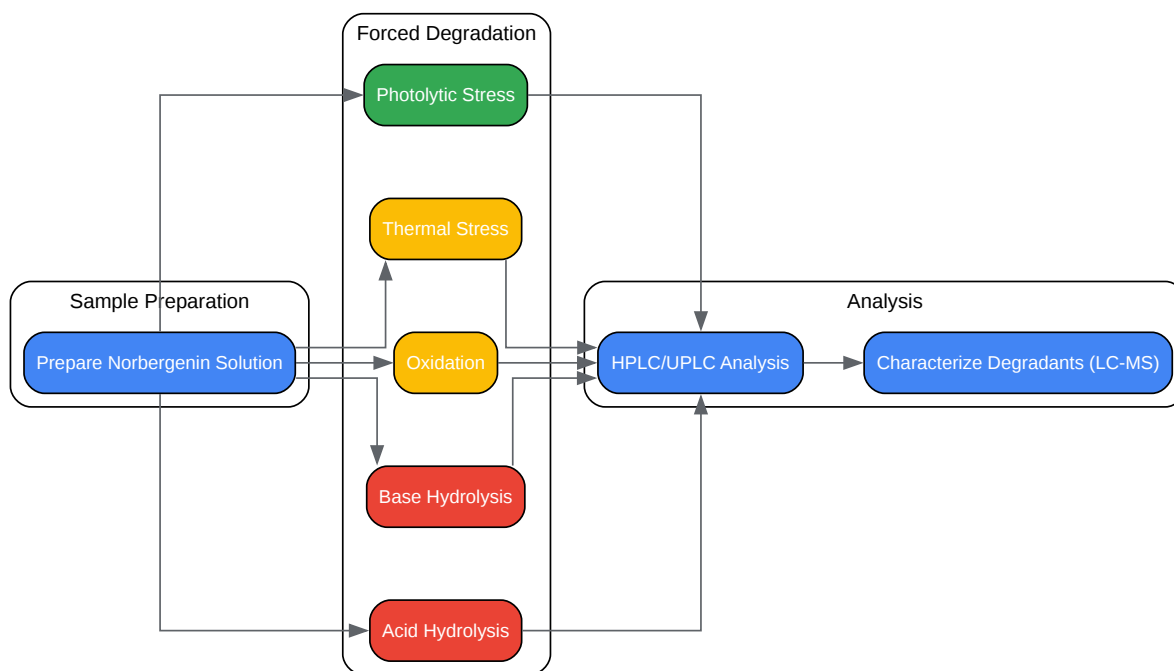 Forced Degradation
Photolytic Stress
Thermal Stress
Sample Preparation
Analysis
Prepare Norbergenin Solution
Oxidation
HPLC/UPLC Analysis
Characterize Degradants (LC-MS)
Base Hydrolysis
Acid Hydrolysis